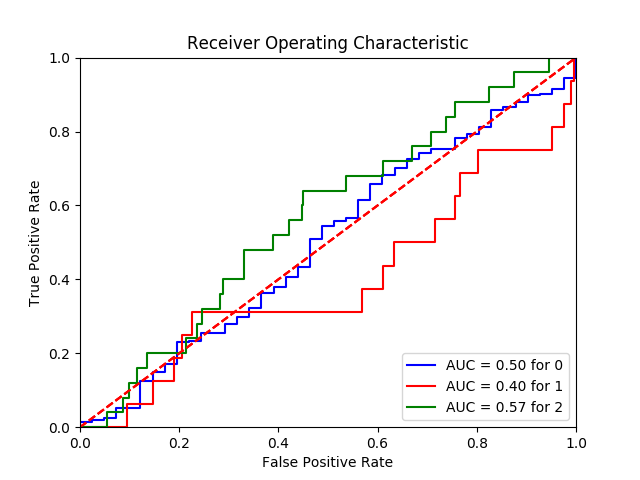 Receiver Operating Characteristic
True Positive Rate
1.0
0.8
0.6
0.4
0.2
0.0
AUC = 0.50 for 0
AUC = 0.40 for 1
AUC = 0.57 for 2
0.0 0.2 0.4 0.6 0.8 1.0
False Positive Rate